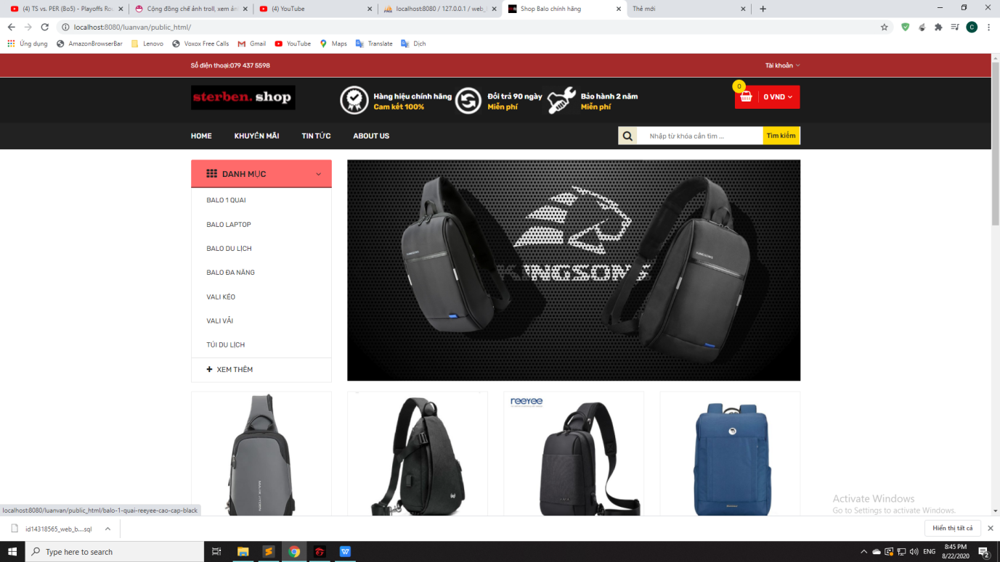 (4) TS vs. PER (Bo5) - Playoffs Rou
Cộng đồng chế ảnh troll, xem ản
(4) YouTube
localhost:8080 / 127.0.0.1 / web_
Shop Balo chính hãng
Thẻ mới
localhost:8080/luanvan/public_html/
C
Ứng dụng
AmazonBrowserBar
Lenovo
Voxox Free Calls
Gmail
YouTube
Maps
Translate
Dịch
Số điện thoại:079 437 5598
Tài khoản
sterben. shop
Hàng hiệu chính hãng
Cam kết 100%
Đổi trả 90 ngày
Miễn phí
Bảo hành 2 năm
Miễn phí
0
0 VND
HOME
KHUYẾN MÃI
TIN TỨC
ABOUT US
Nhập từ khóa cần tìm ...
Tìm kiếm
DANH MỤC
BALO 1 QUAI
BALO LAPTOP
BALO DU LỊCH
BALO ĐA NĂNG
VALI KÉO
VALI VẢI
TÚI DU LỊCH
XEM THÊM
KINGSONS
KINGSONS
KINGSONS
reeyee
Activate Windows
Go to Settings to activate Windows.
localhost:8080/luanvan/public_html/balo-1-quai-reeyee-cao-cap-black
id14318565_web_b....sql
Hiển thị tất cả
Type here to search
ENG
8:45 PM
8/22/2020
2